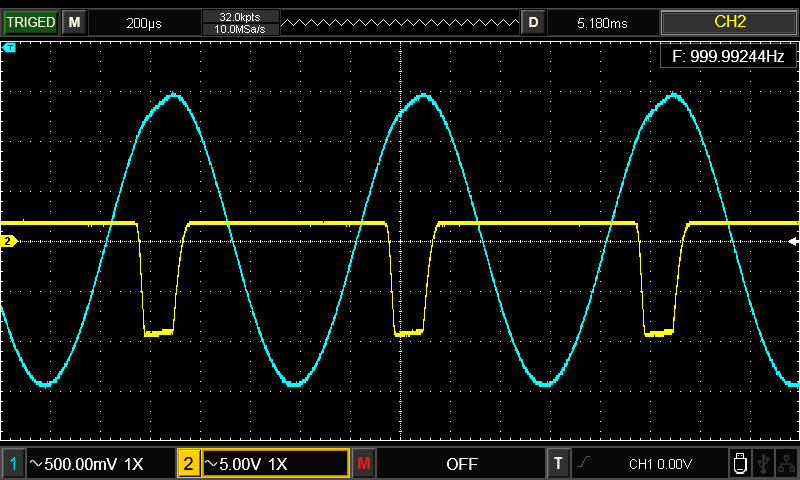 TRIGED M 200µs 32.0kpts D 5.180ms CH2
10.0MSa/s
T
F: 999.99244Hz
2
1 ~500.00mV 1X 2 ~5.00V 1X M OFF T CH1 0.00V